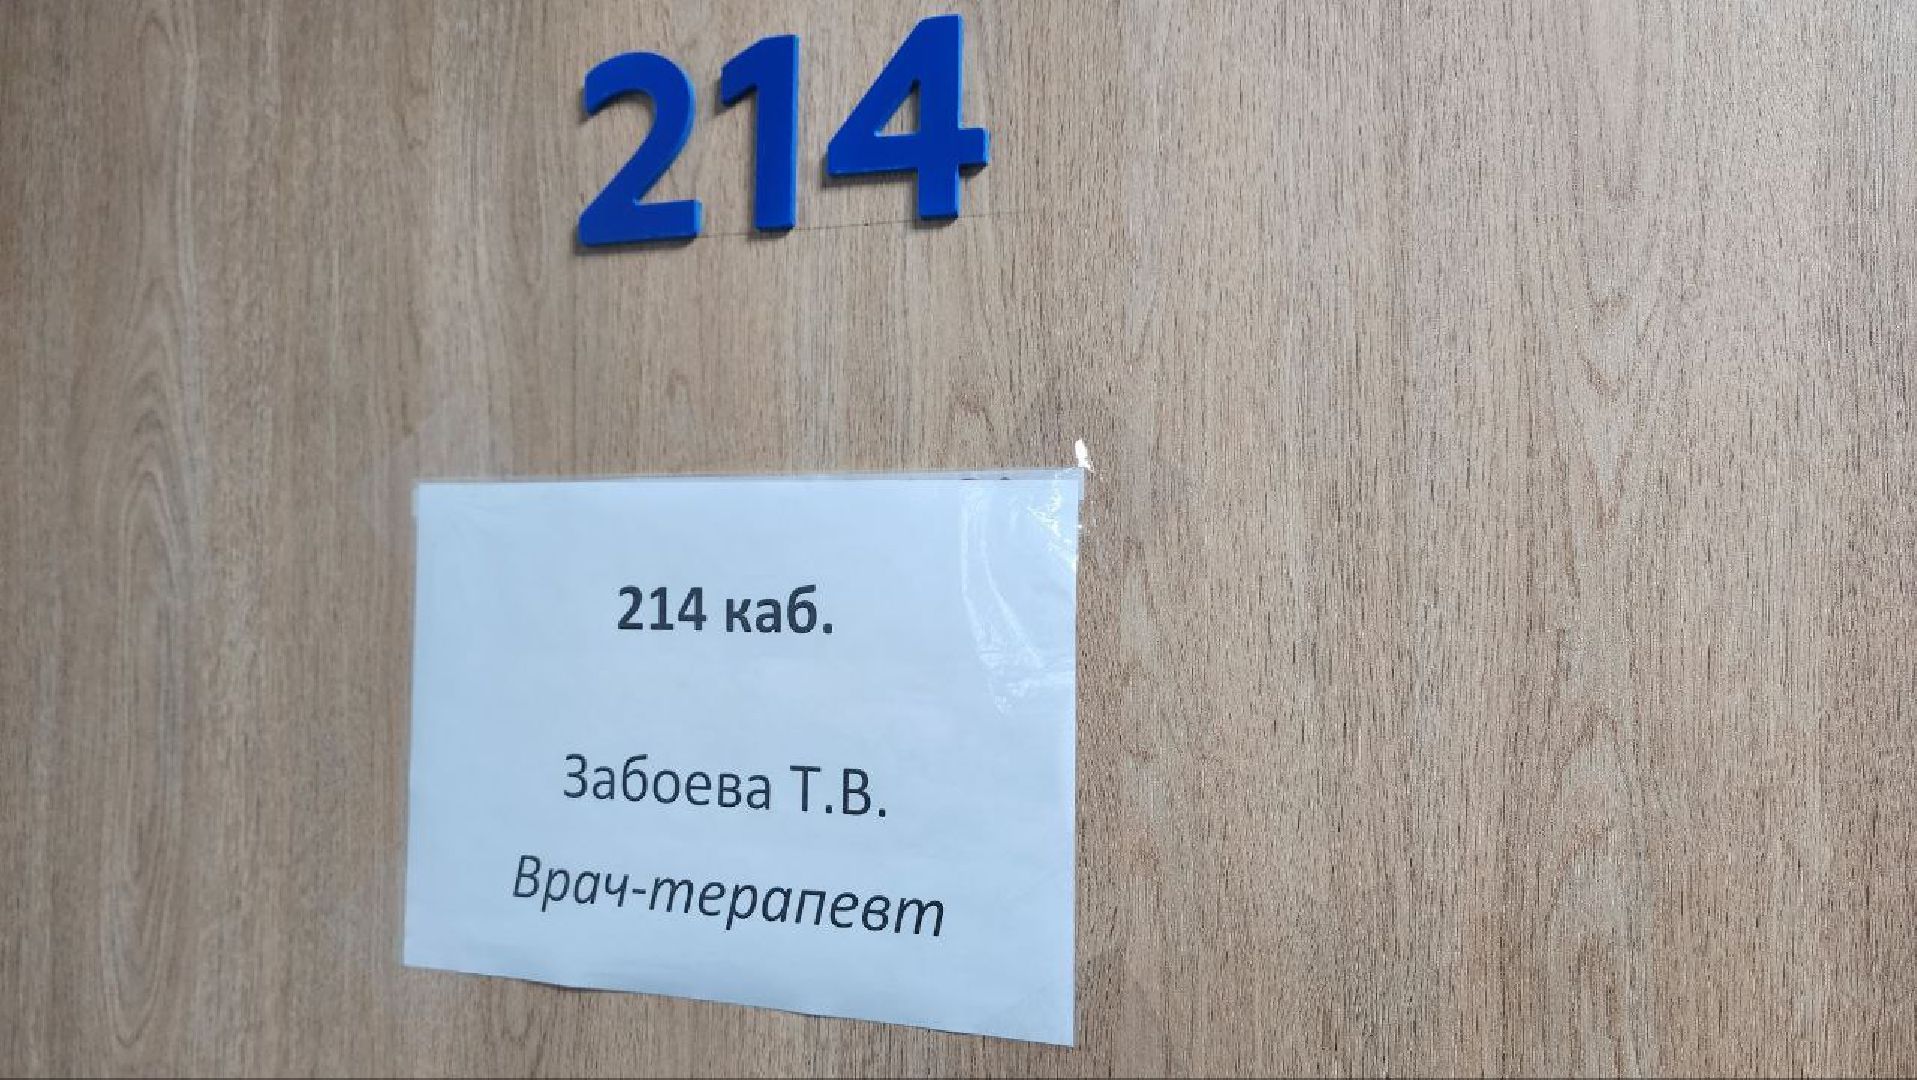 214
214 каб.
Забоева Т.В.
Врач-терапевт